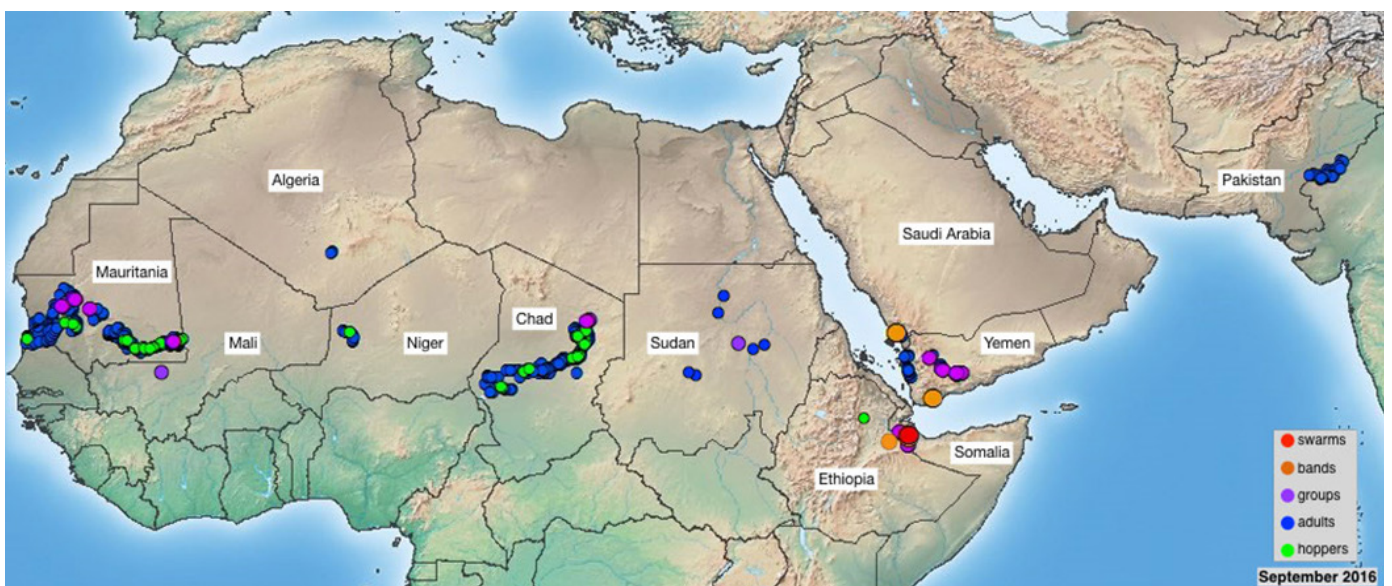 Algeria
Pakistan
Saudi Arabia
Mauritania
Chad
Mali
Niger
Sudan
Yemen
Somalia
Ethiopia
swarms
bands
groups
adults
hoppers
September 2016